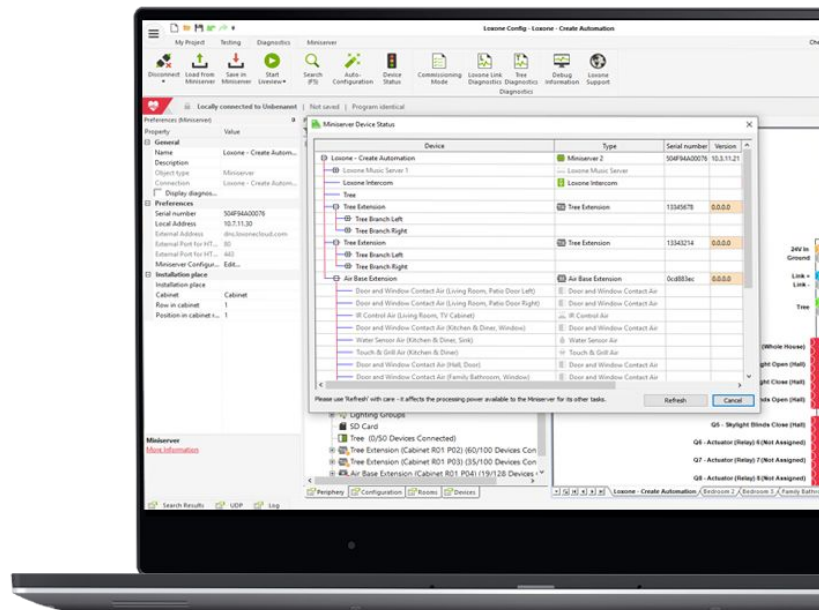 Loxone Config - Loxone - Create Automation
My Project Testing Diagnostics Miniserver
Disconnect Load from Miniserver Save in Miniserver Start Liveview Search (F5) Auto-Configuration Device Status Commissioning Mode Loxone Link Diagnostics Tree Diagnostics Debug Information Loxone Support
Diagnostics
Locally connected to Unbenannt | Not saved | Program identical
Preferences (Miniserver)
Property Value
General
Name Loxone - Create Autom...
Description
Object type Miniserver
Connection Loxone - Create Autom...
Display diagnos...
Preferences
Serial number 504F94A00076
Local Address 10.7.11.30
External Address dns.loxonecloud.com
External Port for HT... 80
External Port for HT... 443
Miniserver Configur... Edit...
Installation place
Installation place
Cabinet Cabinet
Row in cabinet 1
Position in cabinet r... 1
Miniserver
More information
Search Results UDP Log
Miniserver Device Status
Device Type Serial number Version
Loxone - Create Automation Miniserver 2 504F94A00076 10.3.11.21
Loxone Music Server 1 Loxone Music Server
Loxone Intercom Loxone Intercom
Tree
Tree Extension Tree Extension 13345678 0.0.0.0
Tree Branch Left
Tree Branch Right
Tree Extension Tree Extension 13343214 0.0.0.0
Tree Branch Left
Tree Branch Right
Air Base Extension Air Base Extension 0cd883ec 0.0.0.0
Door and Window Contact Air (Living Room, Patio Door Left) Door and Window Contact Air
Door and Window Contact Air (Living Room, Patio Door Right) Door and Window Contact Air
IR Control Air (Living Room, TV Cabinet) IR Control Air
Door and Window Contact Air (Kitchen & Diner, Window) Door and Window Contact Air
Water Sensor Air (Kitchen & Diner, Sink) Water Sensor Air
Touch & Grill Air (Kitchen & Diner) Touch & Grill Air
Door and Window Contact Air (Hall, Door) Door and Window Contact Air
Door and Window Contact Air (Family Bathroom, Window) Door and Window Contact Air
Please use 'Refresh' with care - it affects the processing power available to the Miniserver for its other tasks.
Refresh Cancel
Lighting Groups
SD Card
Tree (0/50 Devices Connected)
Tree Extension (Cabinet R01 P02) (60/100 Devices Con
Tree Extension (Cabinet R01 P03) (35/100 Devices Con
Air Base Extension (Cabinet R01 P04) (19/128 Devices
Periphery Configuration Rooms Devices
24V In
Ground
Link +
Link -
Tree
(Whole House)
ght Open (Hall)
ght Close (Hall)
nds Open (Hall)
Q5 - Skylight Blinds Close (Hall)
Q6 - Actuator (Relay) 6 (Not Assigned)
Q7 - Actuator (Relay) 7 (Not Assigned)
Q8 - Actuator (Relay) 8 (Not Assigned)
Loxone - Create Automation Bedroom 2 Bedroom 3 Family Bathro